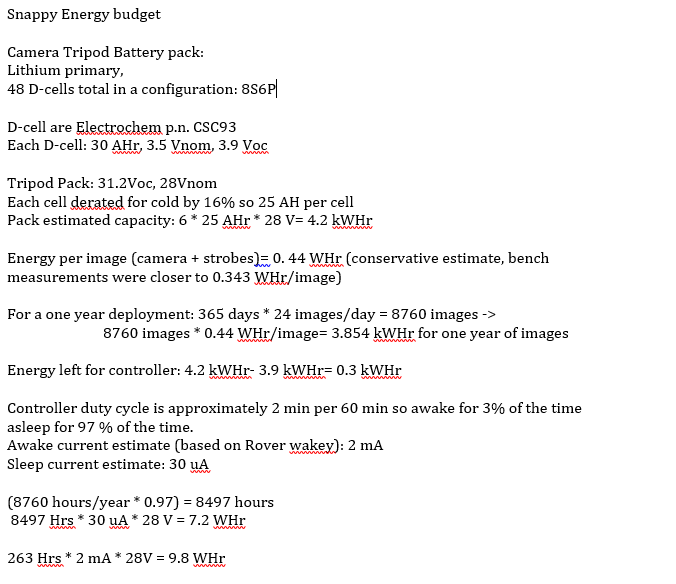 Snappy Energy budget
Camera Tripod Battery pack:
Lithium primary,
48 D-cells total in a configuration: 8S6P
D-cell are Electrochem p.n. CSC93
Each D-cell: 30 AHr, 3.5 Vnom, 3.9 Voc
Tripod Pack: 31.2Voc, 28Vnom
Each cell derated for cold by 16% so 25 AH per cell
Pack estimated capacity: 6 * 25 AHr * 28 V= 4.2 kWHr
Energy per image (camera + strobes)= 0. 44 WHr (conservative estimate, bench
measurements were closer to 0.343 WHr/image)
For a one year deployment: 365 days * 24 images/day = 8760 images ->
8760 images * 0.44 WHr/image= 3.854 kWHr for one year of images
Energy left for controller: 4.2 kWHr- 3.9 kWHr= 0.3 kWHr
Controller duty cycle is approximately 2 min per 60 min so awake for 3% of the time
asleep for 97 % of the time.
Awake current estimate (based on Rover wakey): 2 mA
Sleep current estimate: 30 uA
(8760 hours/year * 0.97) = 8497 hours
8497 Hrs * 30 uA * 28 V = 7.2 WHr
263 Hrs * 2 mA * 28V = 9.8 WHr